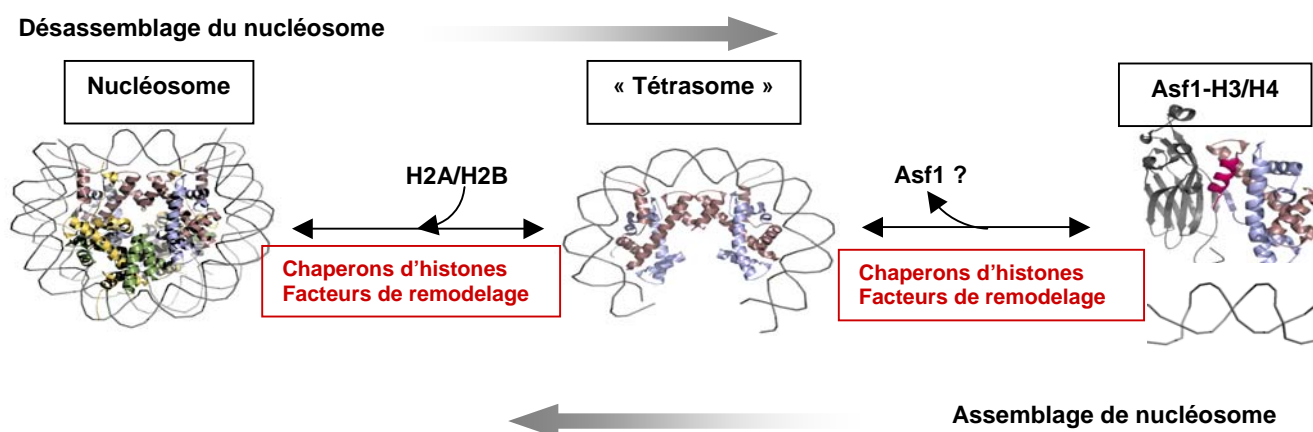 Désassemblage du nucléosome
Nucléosome
« Tétrasome »
Asf1-H3/H4
H2A/H2B
Asf1 ?
Chaperons d’histones
Facteurs de remodelage
Chaperons d’histones
Facteurs de remodelage
Assemblage de nucléosome